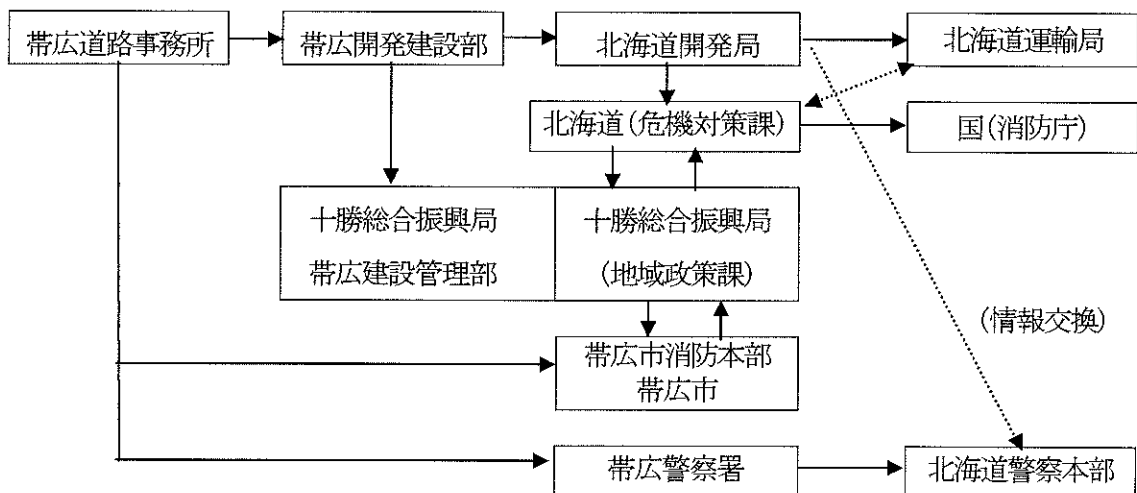 帯広道路事務所
帯広開発建設部
北海道開発局
北海道運輸局
北海道(危機対策課)
国(消防庁)
十勝総合振興局
帯広建設管理部
十勝総合振興局
(地域政策課)
(情報交換)
帯広市消防本部
帯広市
帯広警察署
北海道警察本部